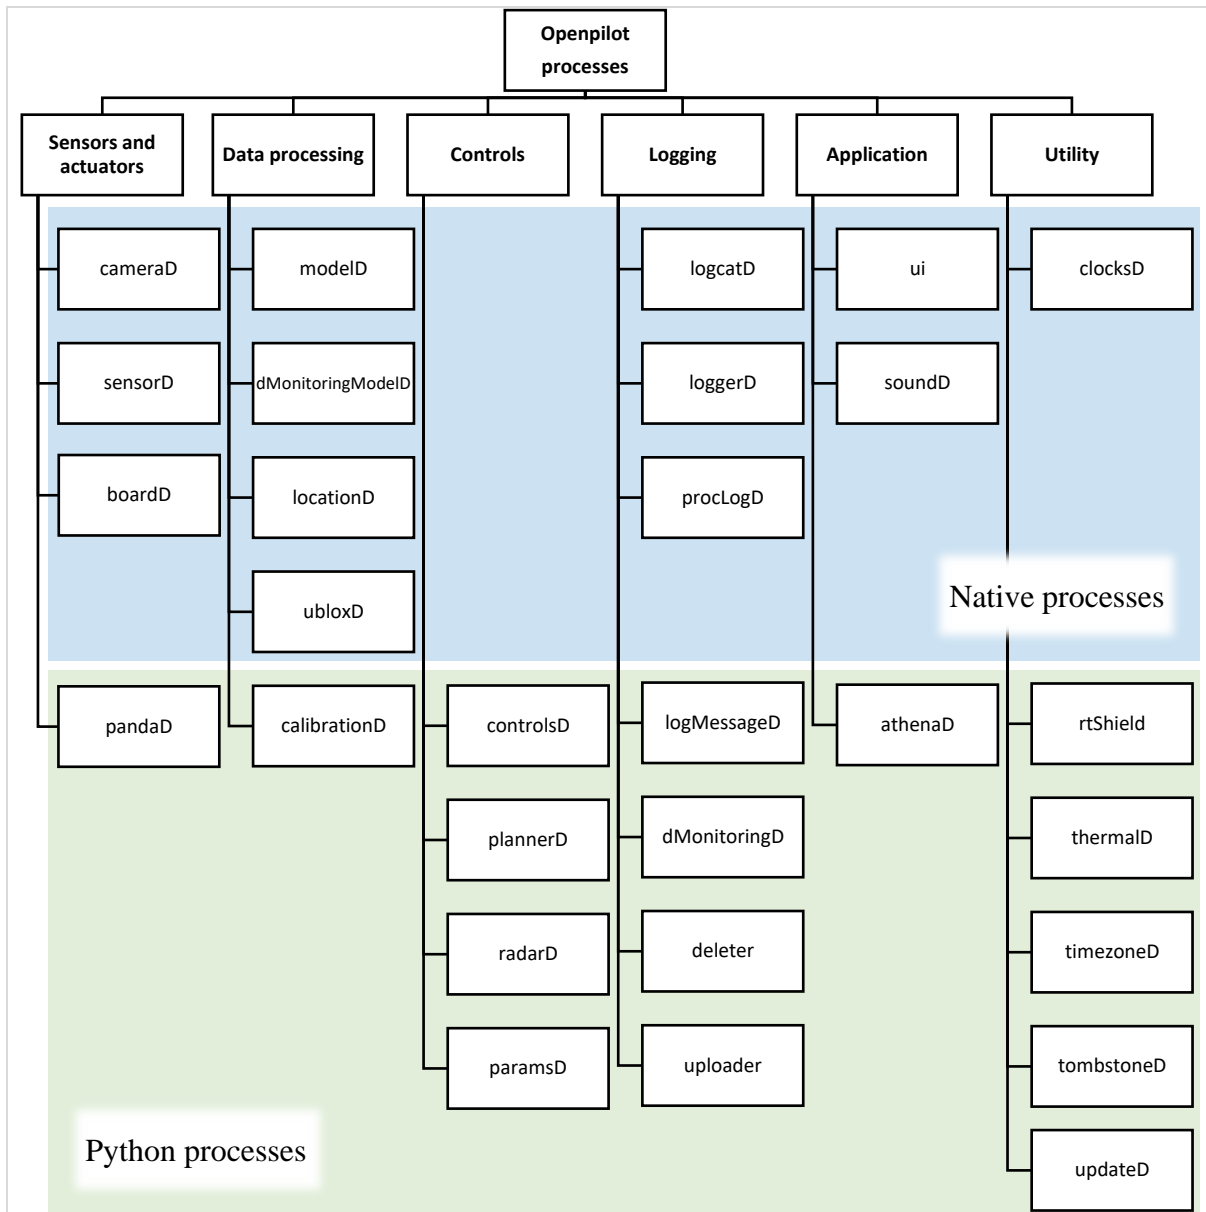 Openpilot
processes
Sensors and
actuators
Data processing
Controls
Logging
Application
Utility
cameraD
modelD
logcatD
ui
clocksD
sensorD
dMonitoringModelD
loggerD
soundD
boardD
locationD
procLogD
ubloxD
Native processes
pandaD
calibrationD
controlsD
logMessageD
athenaD
rtShield
plannerD
dMonitoringD
thermalD
radarD
deleter
timezoneD
paramsD
uploader
tombstoneD
Python processes
updateD